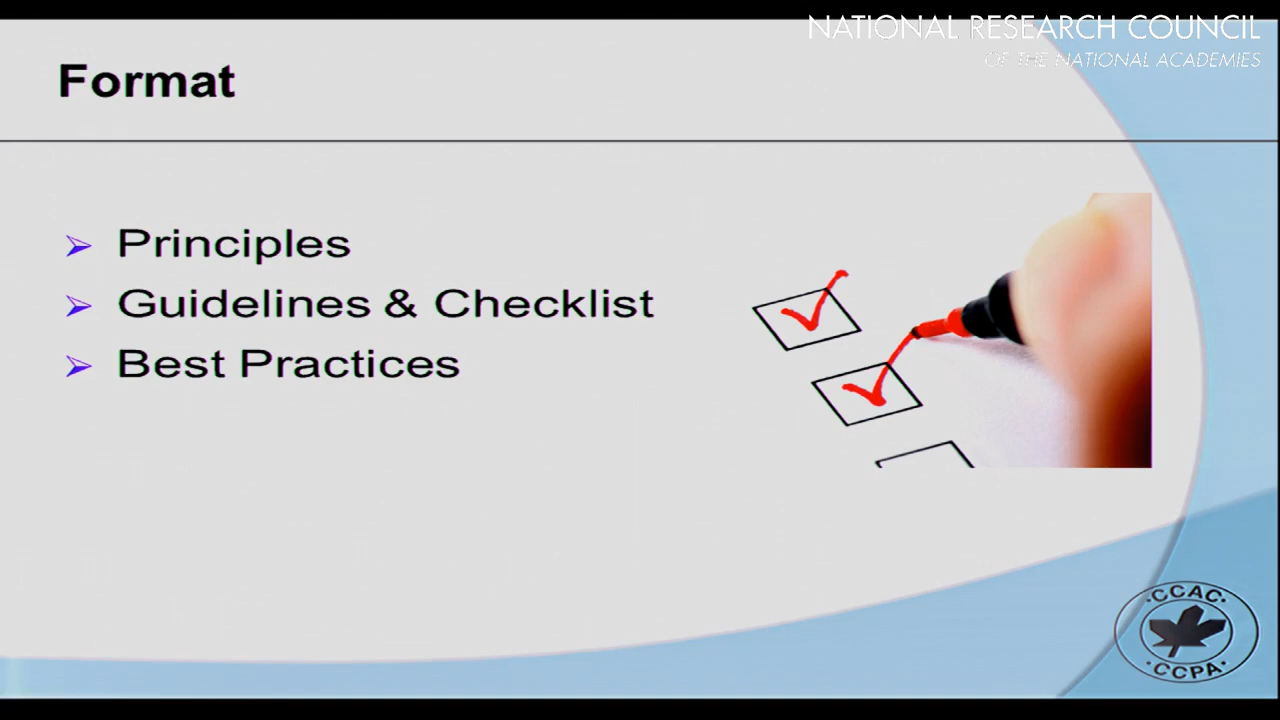 NATIONAL RESEARCH COUNCIL
OF THE NATIONAL ACADEMIES
Format
Principles
Guidelines & Checklist
Best Practices
·CCAC·
·CCPA·